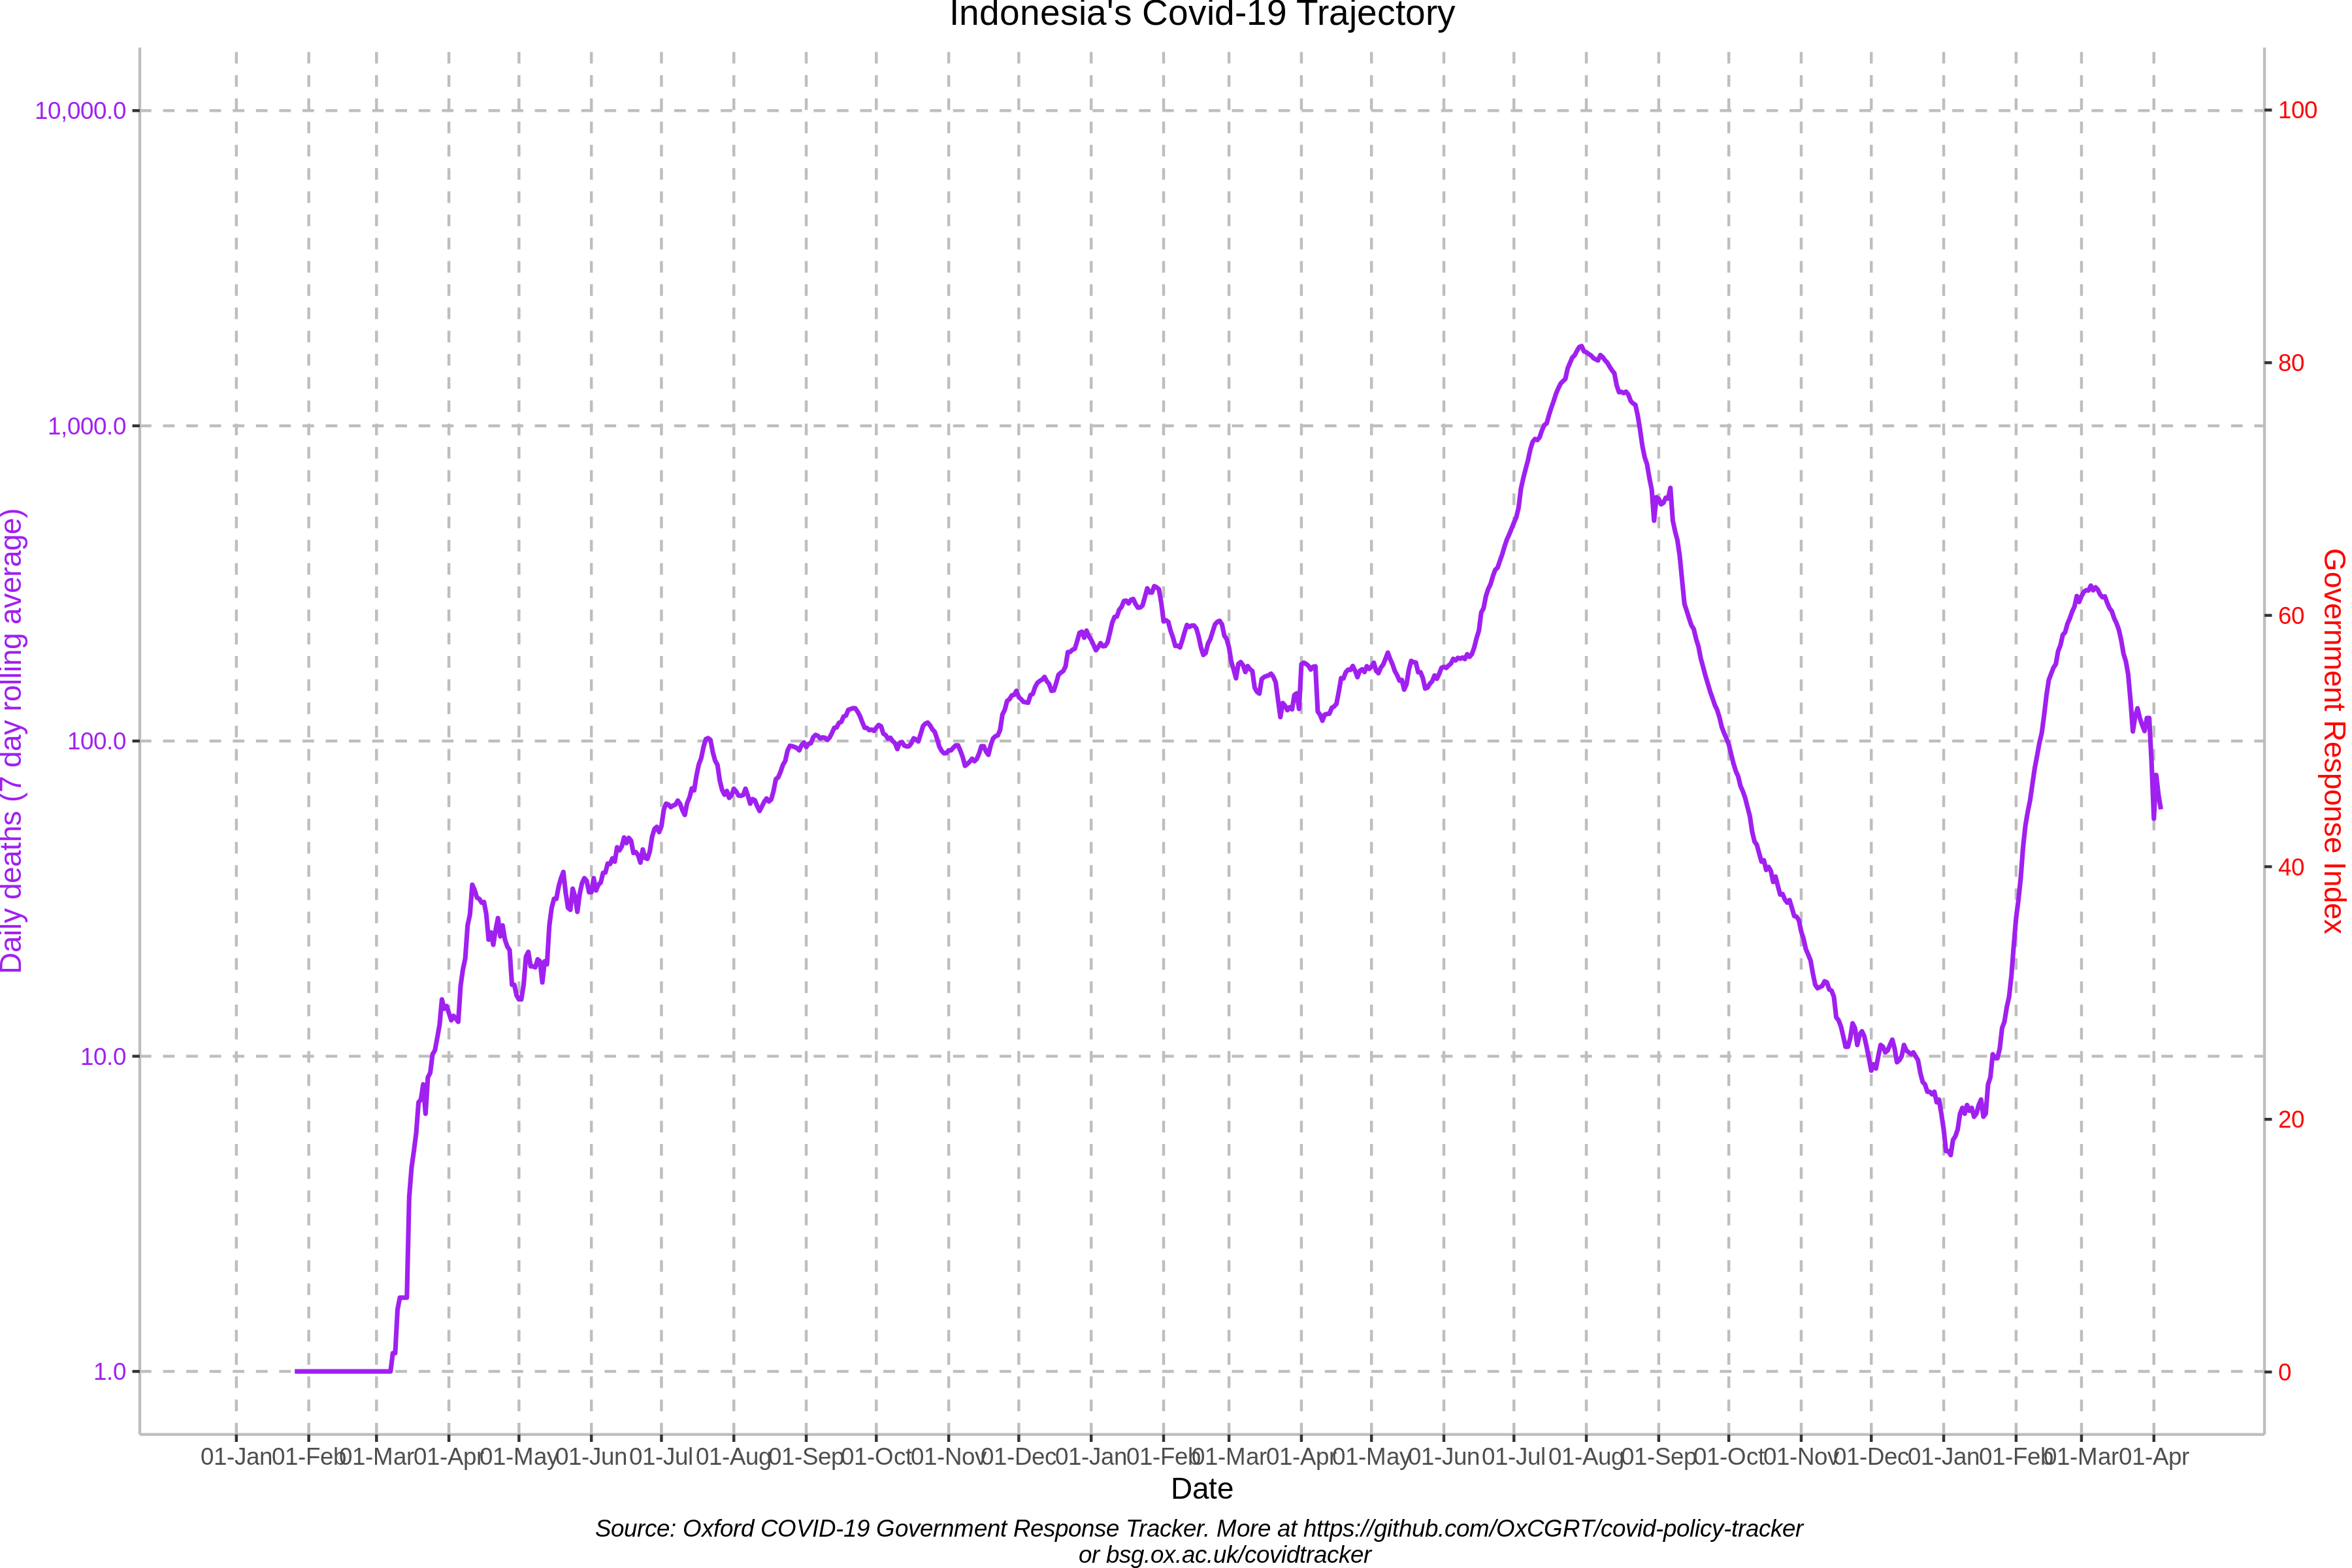 Indonesia's Covid-19 Trajectory
10,000.0
1,000.0
100.0
10.0
1.0
Daily deaths (7 day rolling average)
100
80
60
40
20
0
Government Response Index
01-Jan 01-Feb 01-Mar 01-Apr 01-May 01-Jun 01-Jul 01-Aug 01-Sep 01-Oct 01-Nov 01-Dec 01-Jan 01-Feb 01-Mar 01-Apr 01-May 01-Jun 01-Jul 01-Aug 01-Sep 01-Oct 01-Nov 01-Dec 01-Jan 01-Feb 01-Mar 01-Apr
Date
Source: Oxford COVID-19 Government Response Tracker. More at https://github.com/OxCGRT/covid-policy-tracker
or bsg.ox.ac.uk/covidtracker